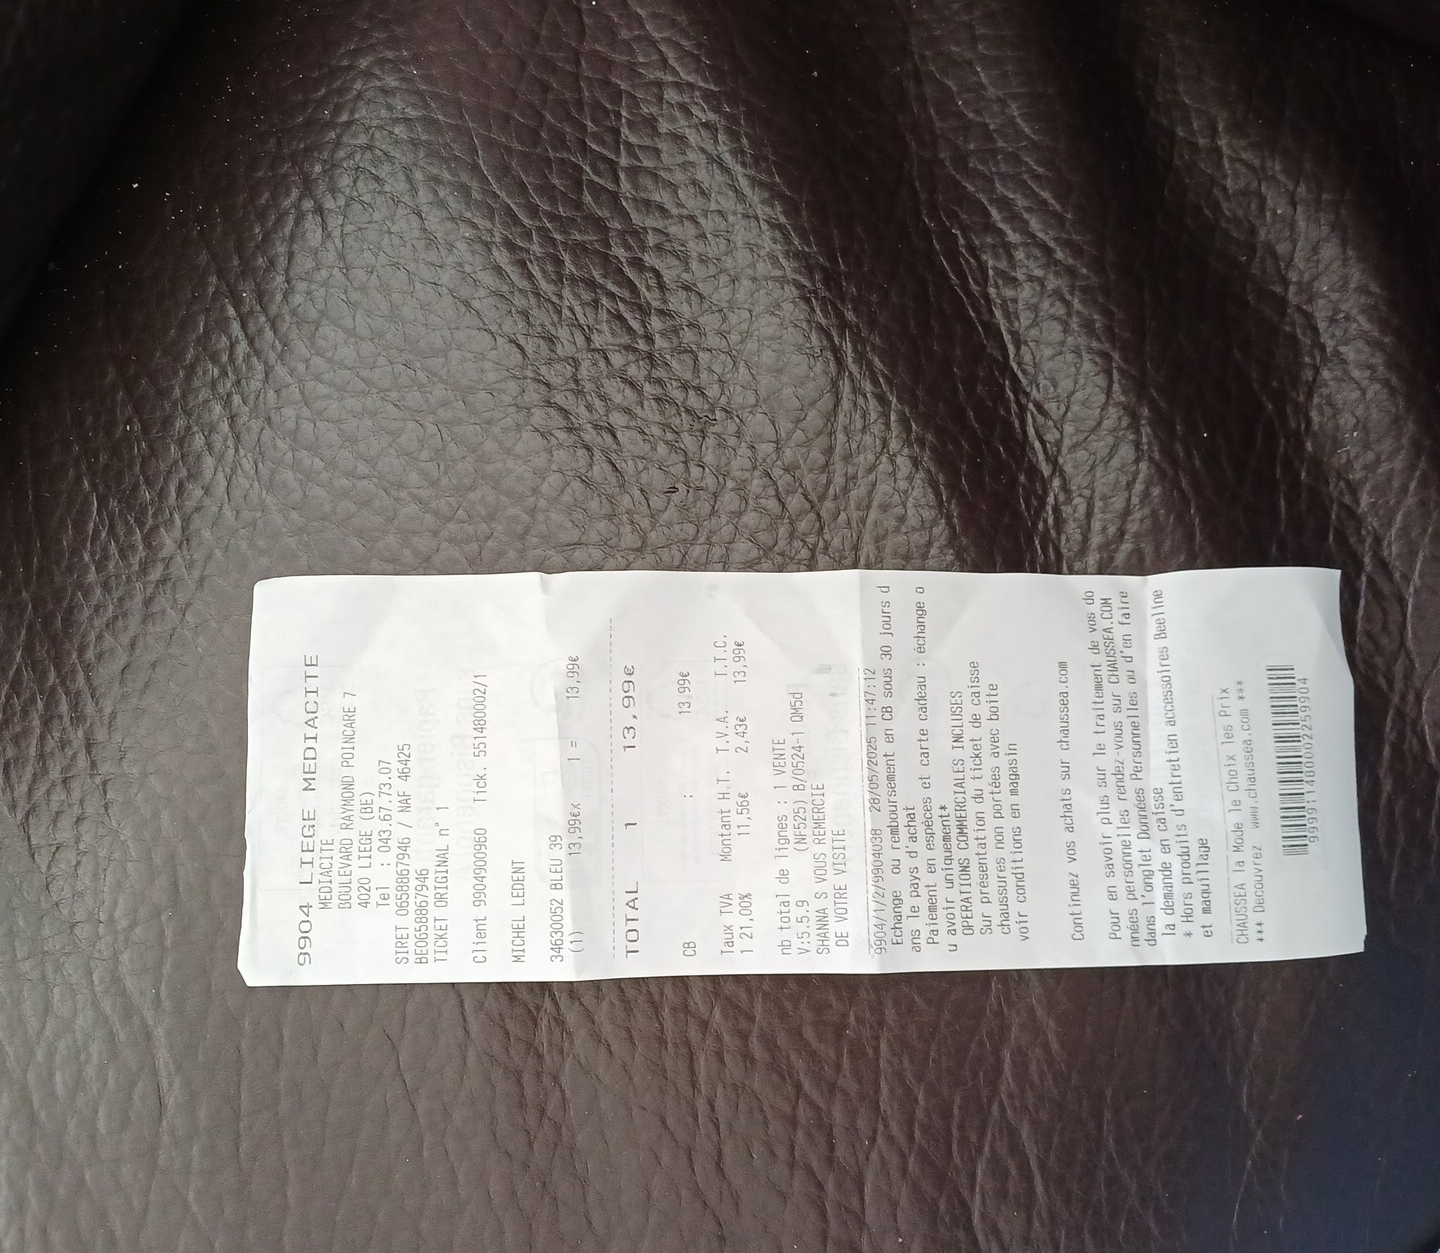 9904 LIEGE MEDIACITE
MEDIACITE
BOULEVARD RAYMOND POINCARE 7
4020 LIEGE (BE)
Tel : 043.67.73.07
SIRET 0658867946 / NAF 46425
BE0658867946
TICKET ORIGINAL n° 1
Client 9904900960 Tick. 551480002/1
MICHEL LEDENT
34630052 BLEU 39
(1) 13,99€x 1 = 13,99€
TOTAL 1 13,99€
CB : 13,99€
Taux TVA Montant H.T. T.V.A. T.T.C.
1 21,00% 11,56€ 2,43€ 13,99€
nb total de lignes : 1 VENTE
V:5.5.9 (NF525) B/0524-1 QM5d
SHANNA S VOUS REMERCIE
DE VOTRE VISITE
9904/1/2/9904038 28/05/2025 11:47:12
Echange ou remboursement en CB sous 30 jours d
ans le pays d'achat
Paiement en espèces et carte cadeau : échange o
u avoir uniquement*
OPERATIONS COMMERCIALES INCLUSES
Sur présentation du ticket de caisse
chaussures non portées avec boite
voir conditions en magasin
Continuez vos achats sur chaussea.com
Pour en savoir plus sur le traitement de vos do
nnées personnelles rendez-vous sur CHAUSSEA.COM
dans l'onglet Données Personnelles ou d'en faire
la demande en caisse
* Hors produits d'entretien accessoires Beeline
et maquillage
CHAUSSEA la Mode le Choix les Prix
*** Decouvrez www.chaussea.com ***
999911480002259904